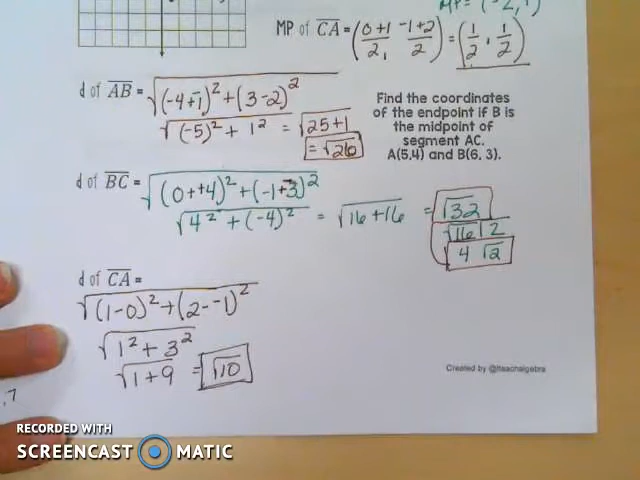 MP = (-2,
MP of CA = (0+1/2, -1+2/2) = (1/2, 1/2)
d of AB = √(-4+-1)² + (3-2)²
√(-5)² + 1² = √25+1
= √26
Find the coordinates
of the endpoint if B is
the midpoint of
segment AC.
A(5,4) and B(6, 3).
d of BC = √(0++4)² + (-1+-3)²
√4² + (-4)² = √16+16 = √32
√16 √2
4 √2
d of CA =
√(1-0)² + (2--1)²
√1² + 3²
√1+9 = √10
Created by @iteachalgebra
.7
RECORDED WITH
SCREENCAST MATIC